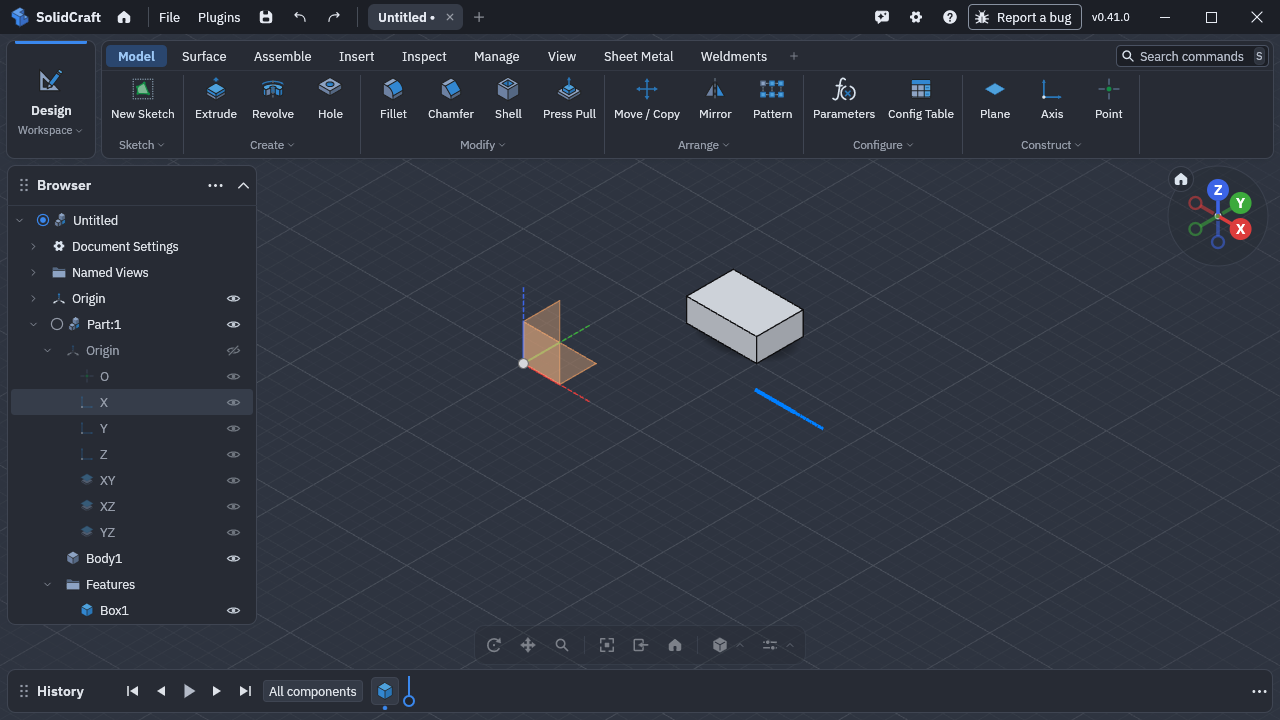 SolidCraft File Plugins Untitled • Report a bug v0.41.0
Model Surface Assemble Insert Inspect Manage View Sheet Metal Weldments Search commands S
Design
Workspace
New Sketch Extrude Revolve Hole Fillet Chamfer Shell Press Pull Move / Copy Mirror Pattern Parameters Config Table Plane Axis Point
Sketch Create Modify Arrange Configure Construct
Browser
Untitled
Document Settings
Named Views
Origin
Part:1
Origin
O
X
Y
Z
XY
XZ
YZ
Body1
Features
Box1
Z
Y
X
History All components